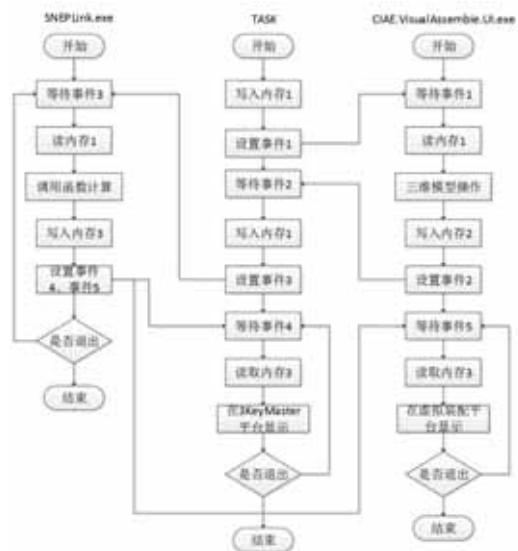 SNEPLink.exe
开始
等待事件3
读内存1
调用函数计算
写入内存3
设置事件
4、事件5
是否退出
结束
TASK
开始
写入内存1
设置事件1
等待事件2
写入内存1
设置事件3
等待事件4
读取内存3
在3KeyMaster
平台显示
是否退出
结束
CIAE.VisualAssemble.UI.exe
开始
等待事件1
读内存1
三维模型操作
写入内存2
设置事件2
等待事件5
读取内存3
在虚拟装配平
台显示
是否退出
结束